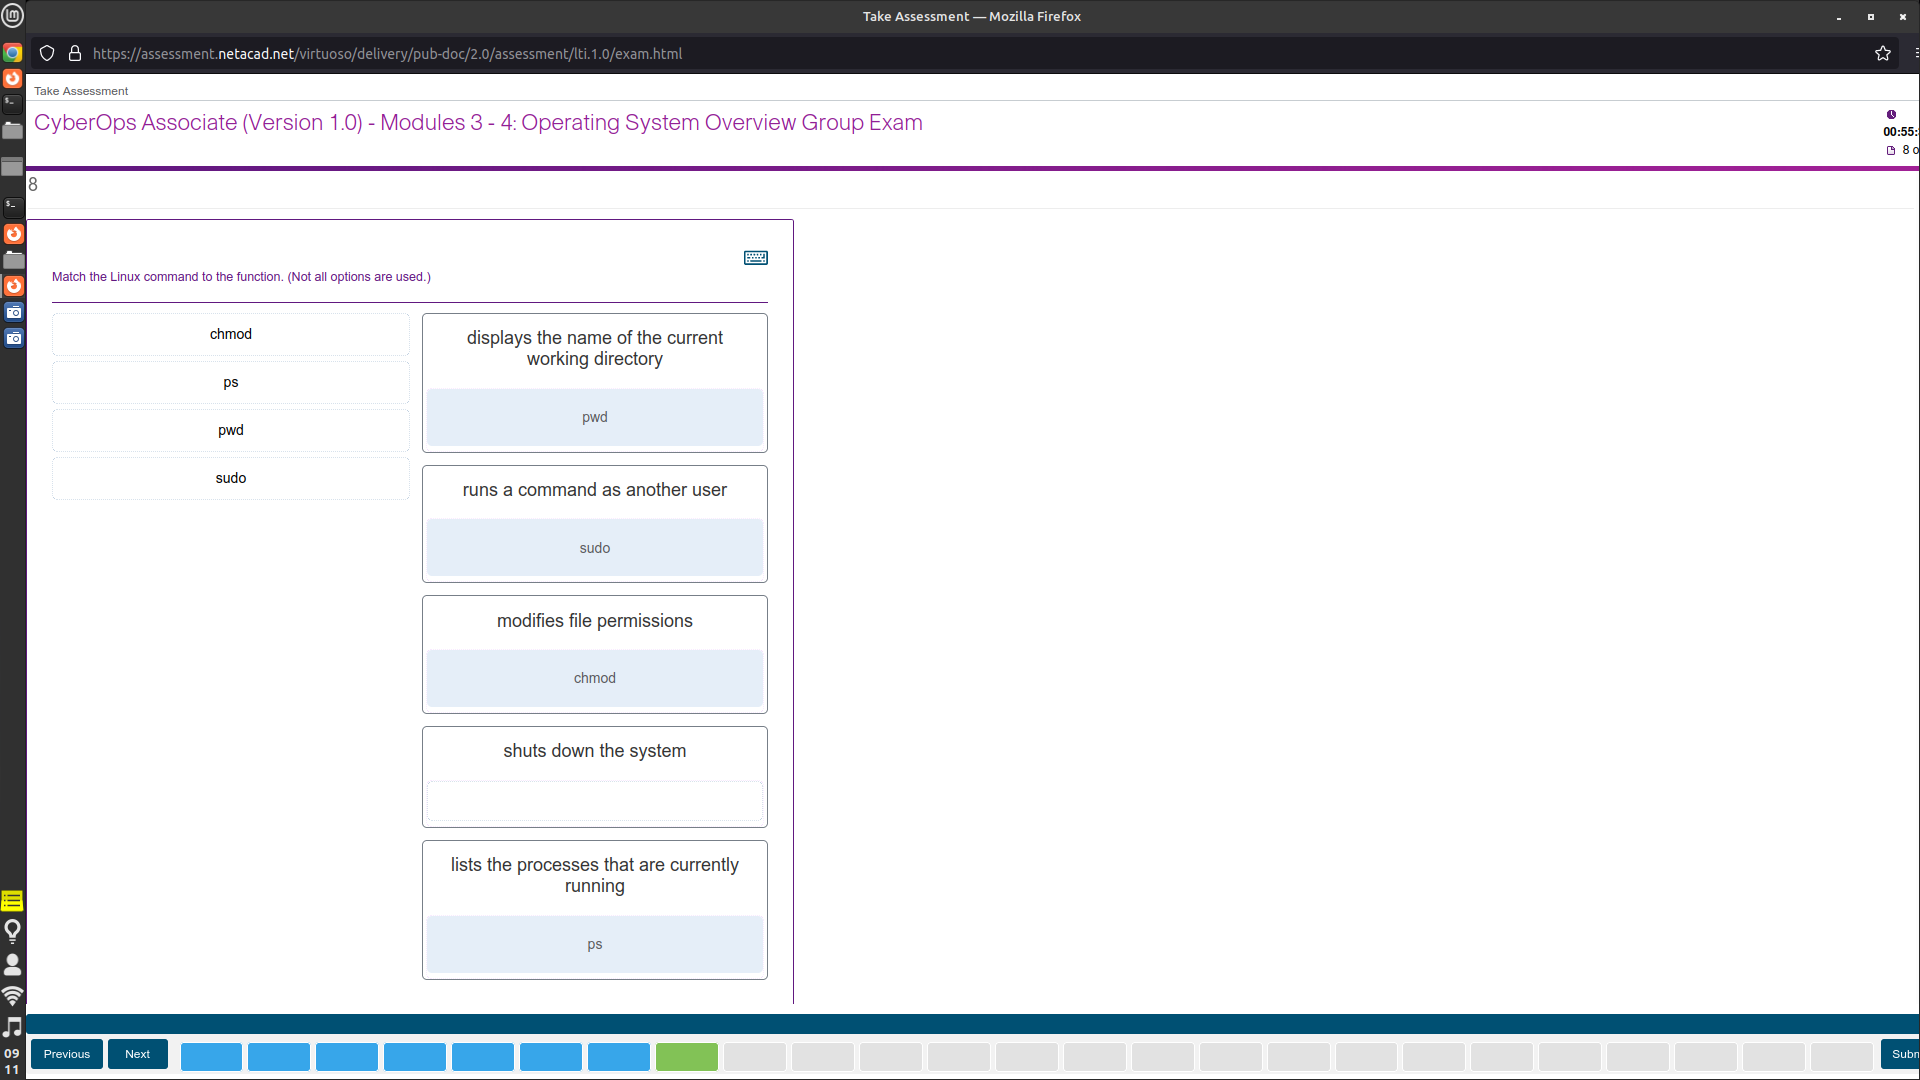 Take Assessment — Mozilla Firefox
https://assessment.netacad.net/virtuoso/delivery/pub-doc/2.0/assessment/lti.1.0/exam.html
Take Assessment
CyberOps Associate (Version 1.0) - Modules 3 - 4: Operating System Overview Group Exam
00:55:
8 o
8
Match the Linux command to the function. (Not all options are used.)
chmod
ps
pwd
sudo
displays the name of the current
working directory
pwd
runs a command as another user
sudo
modifies file permissions
chmod
shuts down the system
lists the processes that are currently
running
ps
Previous
Next
Subm
09
11